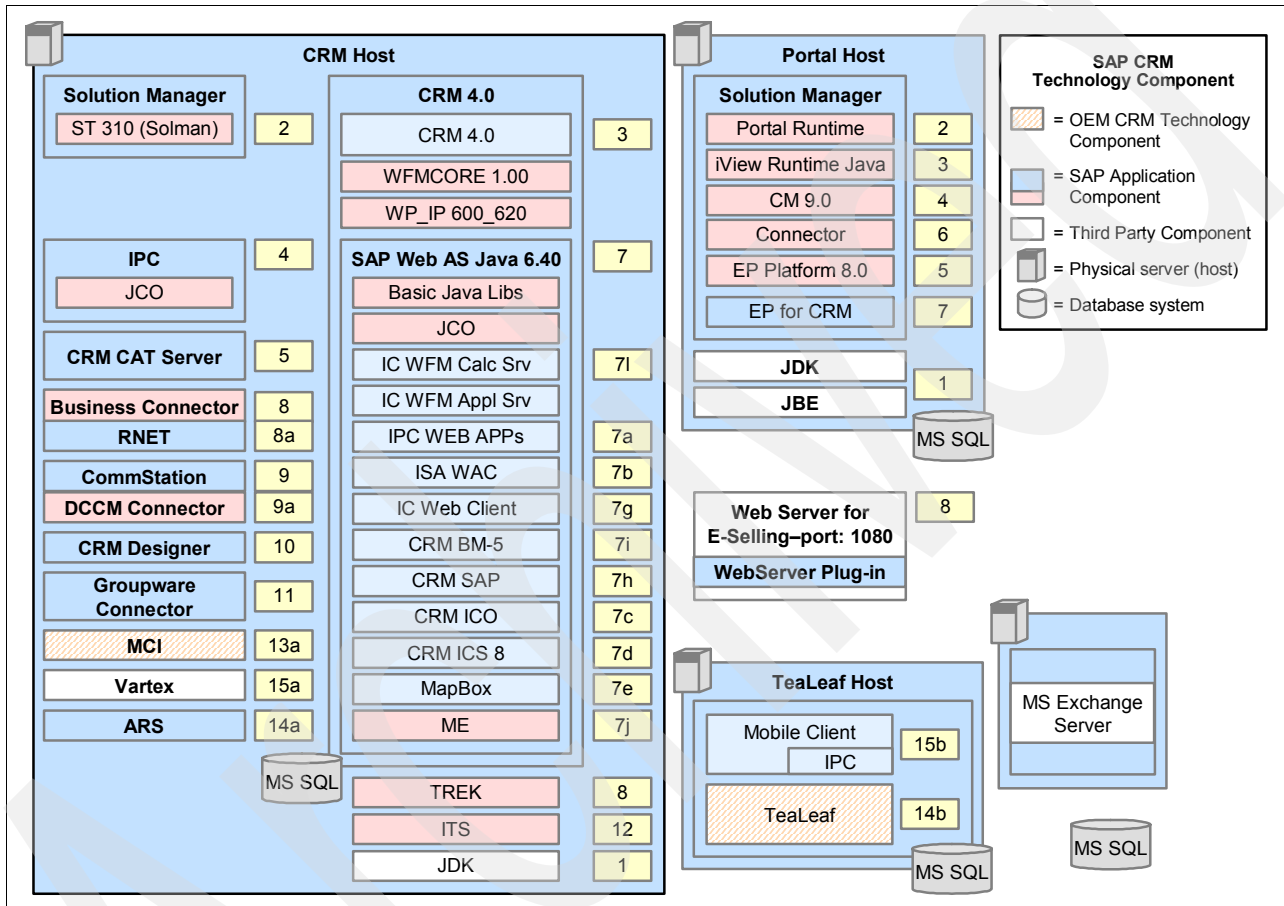 CRM Host
Solution Manager
ST 310 (Solman)
2
CRM 4.0
CRM 4.0
3
WFMCORE 1.00
WP_IP 600_620
IPC
4
JCO
SAP Web AS Java 6.40
7
Basic Java Libs
JCO
CRM CAT Server
5
IC WFM Calc Srv
7l
IC WFM Appl Srv
Business Connector
8
RNET
8a
IPC WEB APPs
7a
CommStation
9
ISA WAC
7b
DCCM Connector
9a
IC Web Client
7g
CRM Designer
10
CRM BM-5
7i
Groupware
Connector
11
CRM SAP
7h
CRM ICO
7c
MCI
13a
CRM ICS 8
7d
Vartex
15a
MapBox
7e
ARS
14a
ME
7j
MS SQL
TREK
8
ITS
12
JDK
1
Portal Host
Solution Manager
Portal Runtime
2
iView Runtime Java
3
CM 9.0
4
Connector
6
EP Platform 8.0
5
EP for CRM
7
JDK
JBE
1
MS SQL
Web Server for
E-Selling–port: 1080
8
WebServer Plug-in
TeaLeaf Host
Mobile Client
IPC
15b
TeaLeaf
14b
MS SQL
MS Exchange
Server
MS SQL
SAP CRM
Technology Component
= OEM CRM Technology
Component
= SAP Application
Component
= Third Party Component
= Physical server (host)
= Database system